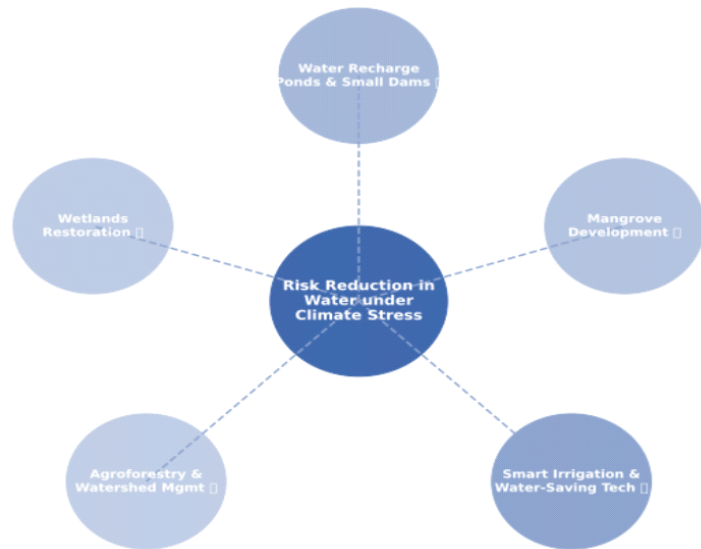 Water Recharge
Ponds & Small Dams
Wetlands
Restoration
Mangrove
Development
Risk Reduction in
Water under
Climate Stress
Agroforestry &
Watershed Mgmt
Smart Irrigation &
Water-Saving Tech